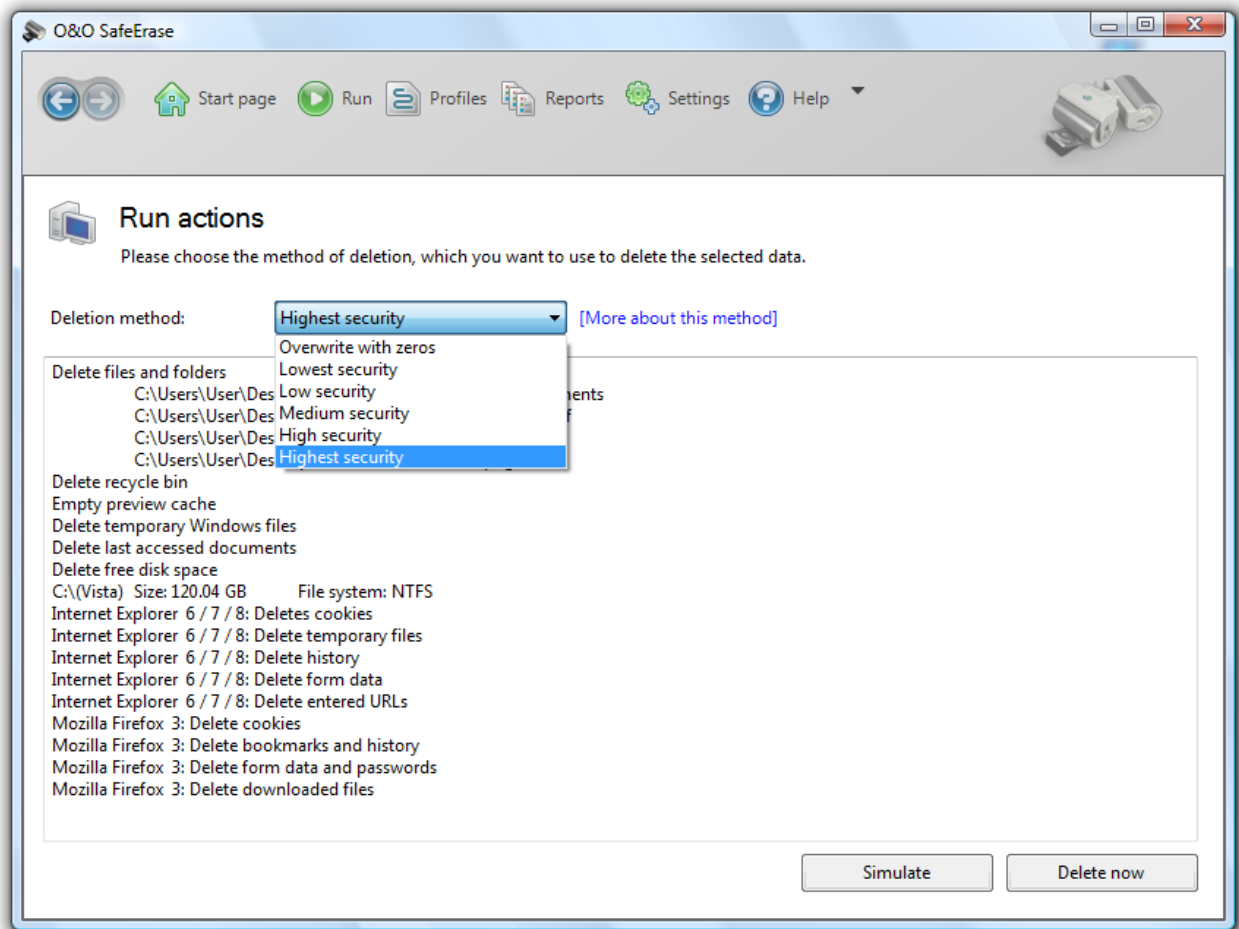 O&O SafeErase
Start page Run Profiles Reports Settings Help
Run actions
Please choose the method of deletion, which you want to use to delete the selected data.
Deletion method: Highest security [More about this method]
Overwrite with zeros
Lowest security
Low security
Medium security
High security
Highest security
Delete files and folders
C:\Users\User\Des
C:\Users\User\Des
C:\Users\User\Des
C:\Users\User\Des
Delete recycle bin
Empty preview cache
Delete temporary Windows files
Delete last accessed documents
Delete free disk space
C:\(Vista) Size: 120.04 GB File system: NTFS
Internet Explorer 6 / 7 / 8: Deletes cookies
Internet Explorer 6 / 7 / 8: Delete temporary files
Internet Explorer 6 / 7 / 8: Delete history
Internet Explorer 6 / 7 / 8: Delete form data
Internet Explorer 6 / 7 / 8: Delete entered URLs
Mozilla Firefox 3: Delete cookies
Mozilla Firefox 3: Delete bookmarks and history
Mozilla Firefox 3: Delete form data and passwords
Mozilla Firefox 3: Delete downloaded files
Simulate Delete now